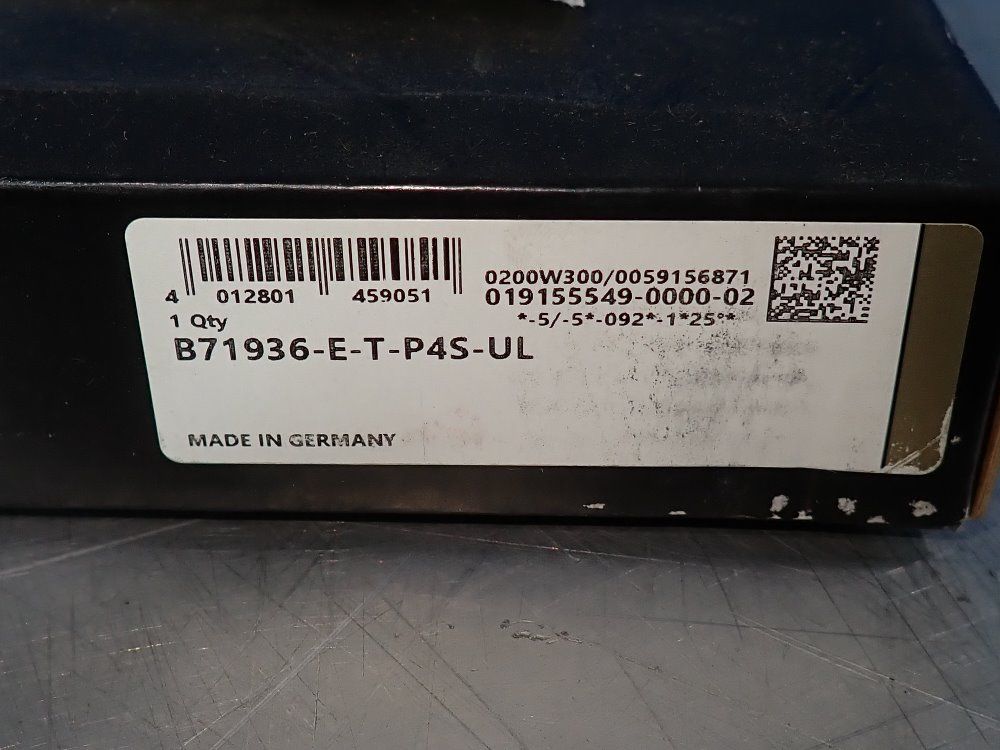 4 012801 459051
0200W300/0059156871
019155549-0000-02
*-5/-5*-092*-1*25°*
1 Qty
B71936-E-T-P4S-UL
MADE IN GERMANY